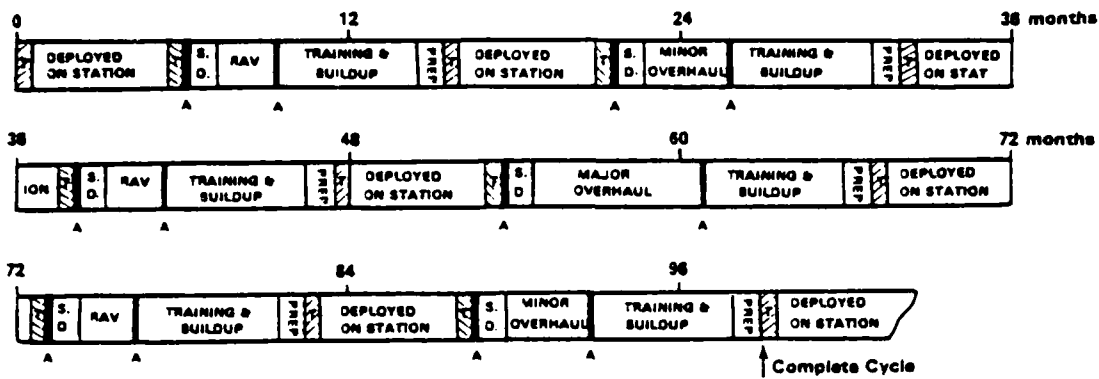 0 12 24 36 months
DEPLOYED
ON STATION
S.
D.
RAV
TRAINING &
BUILDUP
PREP
DEPLOYED
ON STATION
S.
D.
MINOR
OVERHAUL
TRAINING &
BUILDUP
PREP
DEPLOYED
ON STAT
A A A A
36 48 60 72 months
ION
S.
D.
RAV
TRAINING &
BUILDUP
PREP
DEPLOYED
ON STATION
S.
D.
MAJOR
OVERHAUL
TRAINING &
BUILDUP
PREP
DEPLOYED
ON STATION
A A A A
72 84 96
S.
D.
RAV
TRAINING &
BUILDUP
PREP
DEPLOYED
ON STATION
S.
D.
MINOR
OVERHAUL
TRAINING &
BUILDUP
PREP
DEPLOYED
ON STATION
A A A A
Complete Cycle